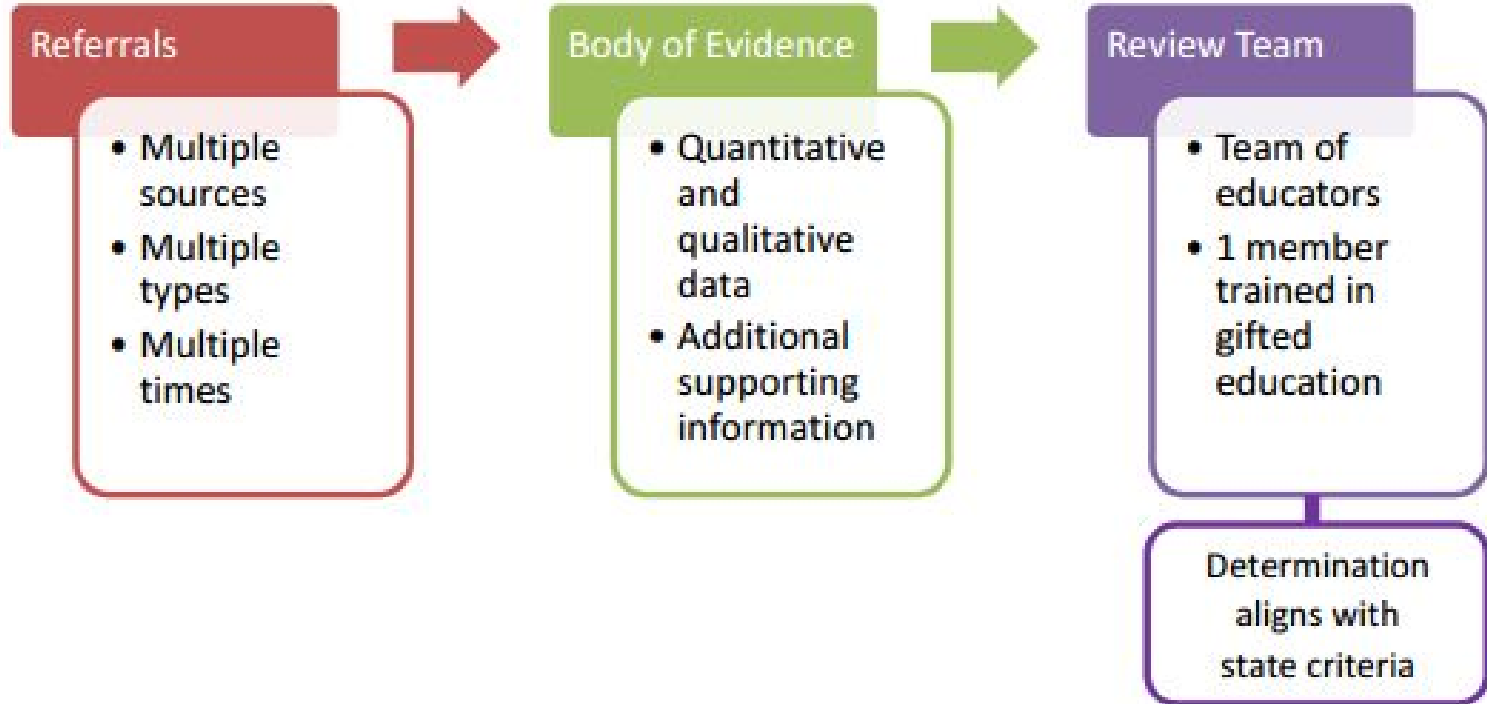 Referrals
• Multiple
sources
• Multiple
types
• Multiple
times
Body of Evidence
• Quantitative
and
qualitative
data
• Additional
supporting
information
Review Team
• Team of
educators
• 1 member
trained in
gifted
education
Determination
aligns with
state criteria